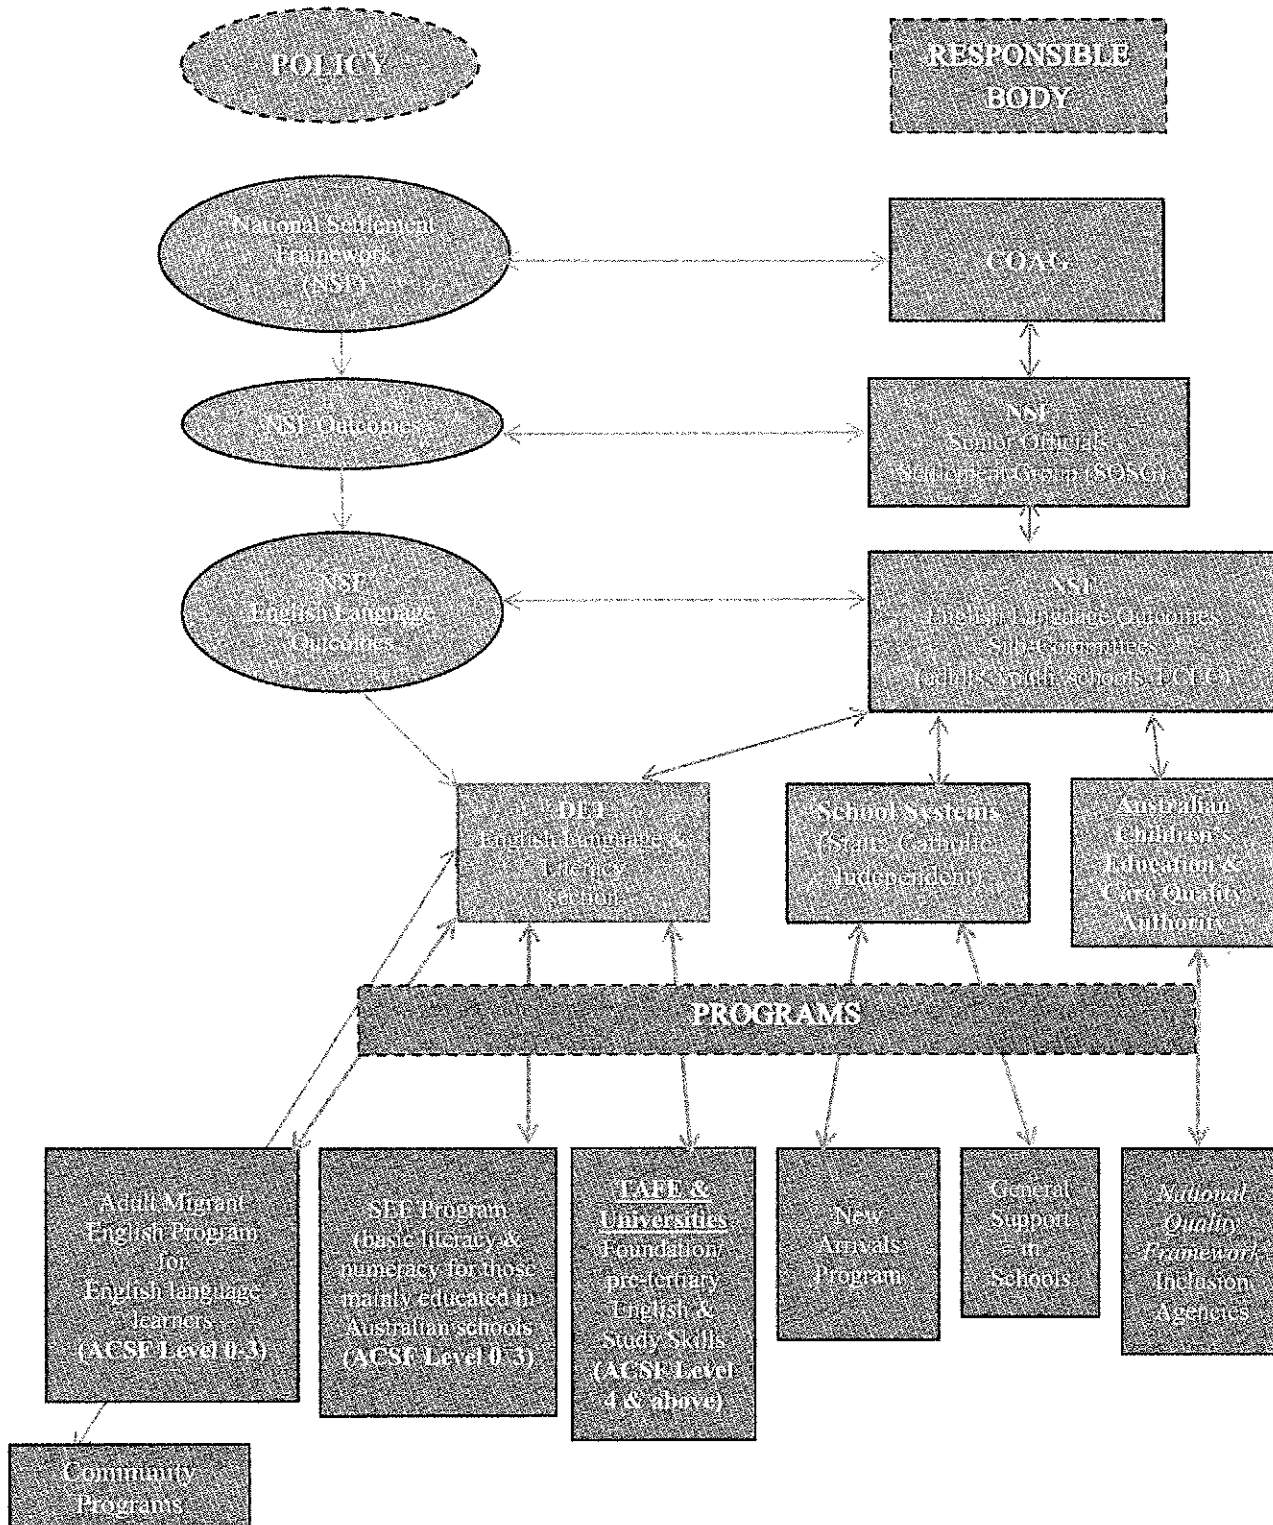 POLICY
RESPONSIBLE
BODY
National Settlement
Framework
(NSF)
COAG
NSF Outcomes
NSF
Senior Officials
Settlement Group (SOSG)
NSF
English Language
Outcomes
NSF
English Language Outcomes
Sub-Committees
(adults, youth, schools, ECEC)
DET
English Language &
Literacy
section
School Systems
(State, Catholic,
Independent)
Australian
Children's
Education &
Care Quality
Authority
PROGRAMS
Adult Migrant
English Program
for
English language
learners
(ACSF Level 0-3)
SEE Program
(basic literacy &
numeracy for those
mainly educated in
Australian schools
(ACSF Level 0-3)
TAFE &
Universities
Foundation/
pre-tertiary
English &
Study Skills
(ACSF Level
4 & above)
New
Arrivals
Program
General
Support
in
Schools
National
Quality
Framework
Inclusion
Agencies
Community
Programs